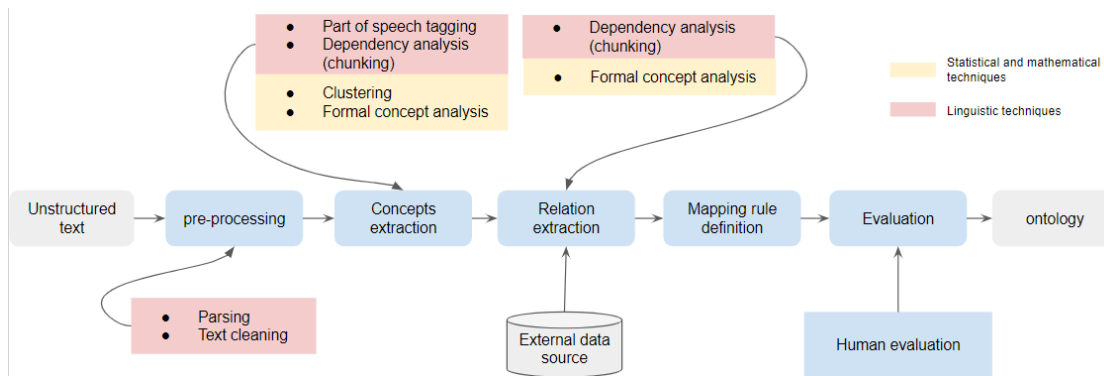 ● Part of speech tagging
● Dependency analysis
(chunking)
● Clustering
● Formal concept analysis
● Dependency analysis
(chunking)
● Formal concept analysis
Statistical and mathematical
techniques
Linguistic techniques
Unstructured
text
pre-processing
Concepts
extraction
Relation
extraction
Mapping rule
definition
Evaluation
ontology
● Parsing
● Text cleaning
External data
source
Human evaluation